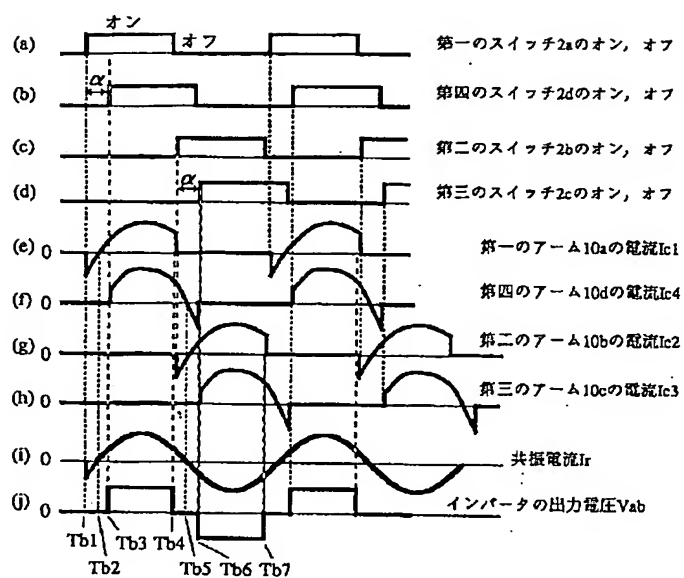 オン
(a) オフ 第一のスイッチ2aのオン, オフ
(b) α 第四のスイッチ2dのオン, オフ
(c) 第二のスイッチ2bのオン, オフ
(d) α 第三のスイッチ2cのオン, オフ
(e) 0 第一のアーム10aの電流Ic1
(f) 0 第四のアーム10dの電流Ic4
(g) 0 第二のアーム10bの電流Ic2
(h) 0 第三のアーム10cの電流Ic3
(i) 0 共振電流Ir
(j) 0 インバータの出力電圧Vab
Tb1 Tb3 Tb4 Tb6 Tb7
Tb2 Tb5